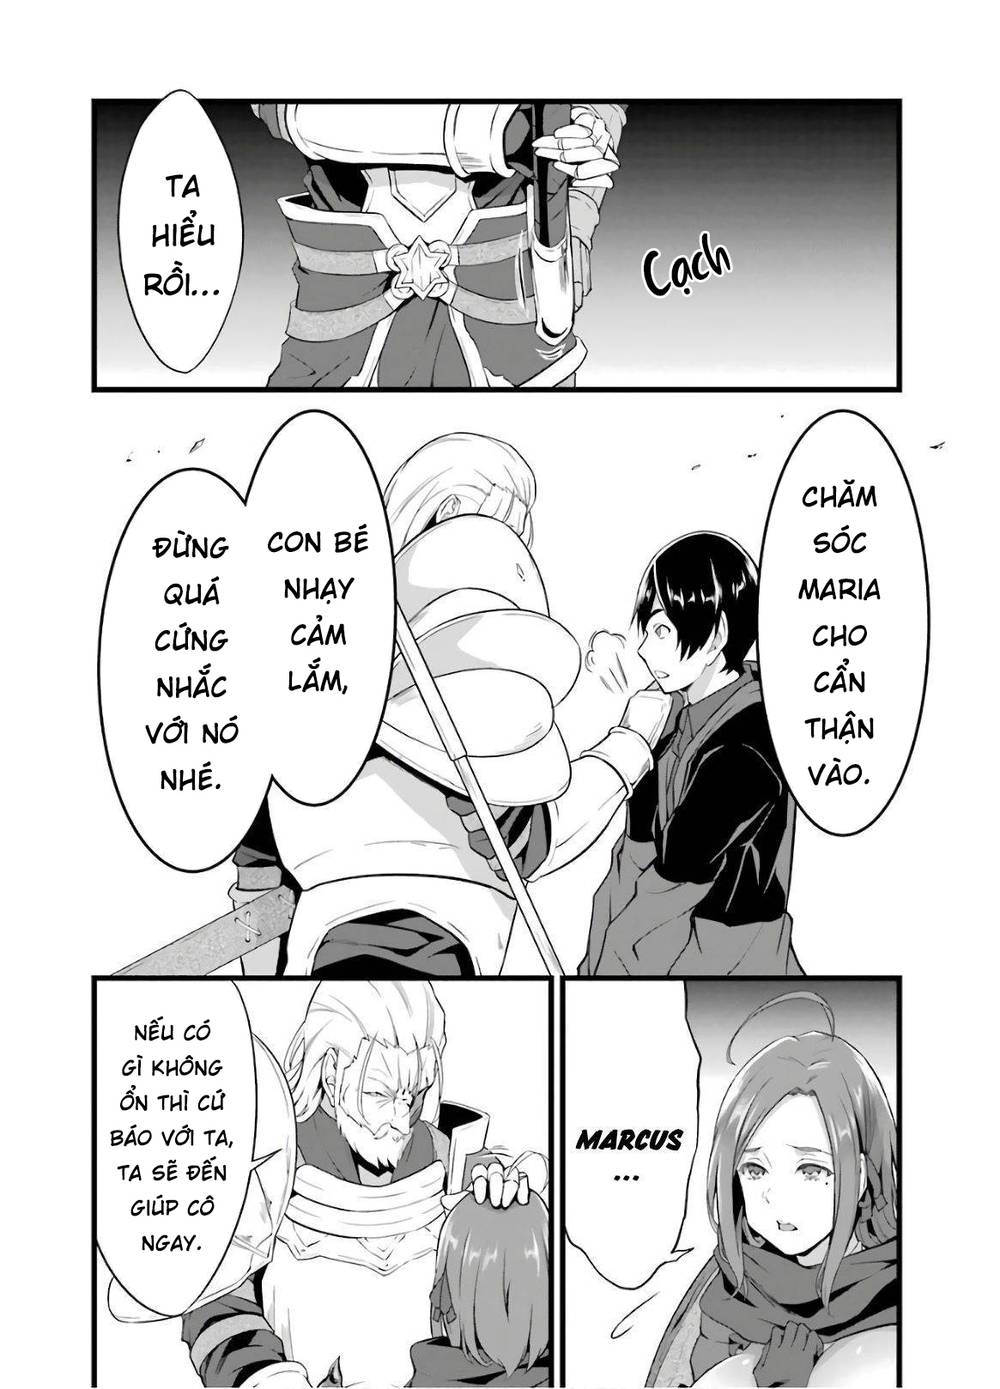 TA
HIỂU
RỒI...
Cạch
CHĂM
SÓC
MARIA
CHO
CẨN
THẬN
VÀO.
CON BÉ
NHẠY
CẢM
LẮM,
ĐỪNG
QUÁ
CỨNG
NHẮC
VỚI NÓ
NHÉ.
MARCUS
...
NẾU CÓ
GÌ KHÔNG
ỔN THÌ CỨ
BÁO VỚI TA,
TA SẼ ĐẾN
GIÚP CÔ
NGAY.